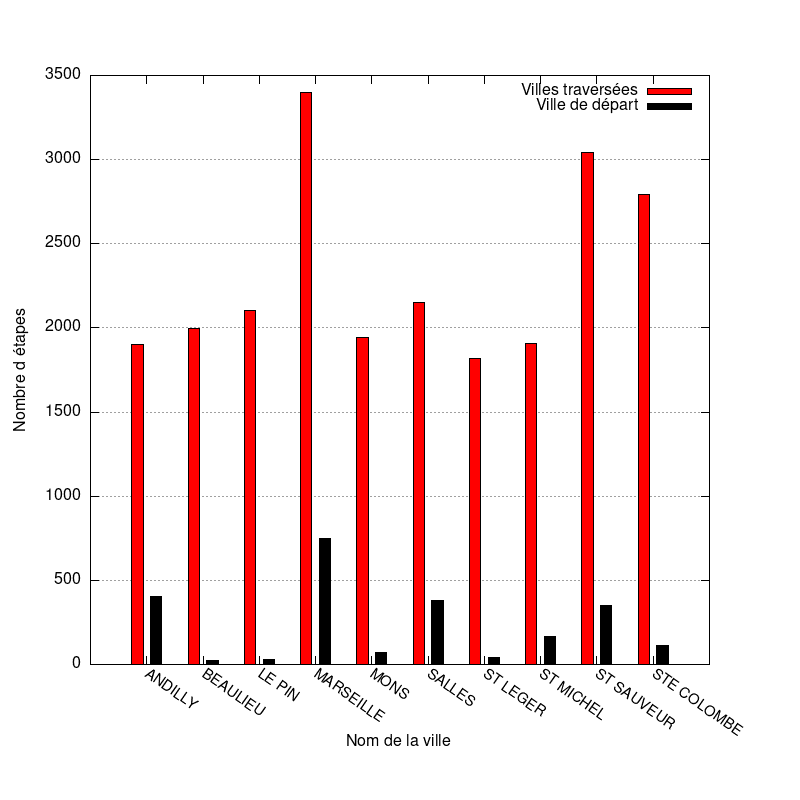 3500
3000
2500
2000
1500
1000
500
0
Nombre d étapes
Villes traversées
Ville de départ
ANDILLY
BEAULIEU
LE PIN
MARSEILLE
MONS
SALLES
ST LEGER
ST MICHEL
ST SAUVEUR
STE COLOMBE
Nom de la ville